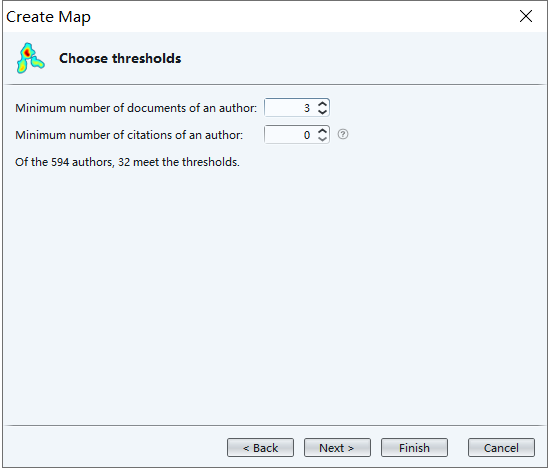 Create Map
Choose thresholds
Minimum number of documents of an author: 3
Minimum number of citations of an author: 0 ?
Of the 594 authors, 32 meet the thresholds.
< Back Next > Finish Cancel